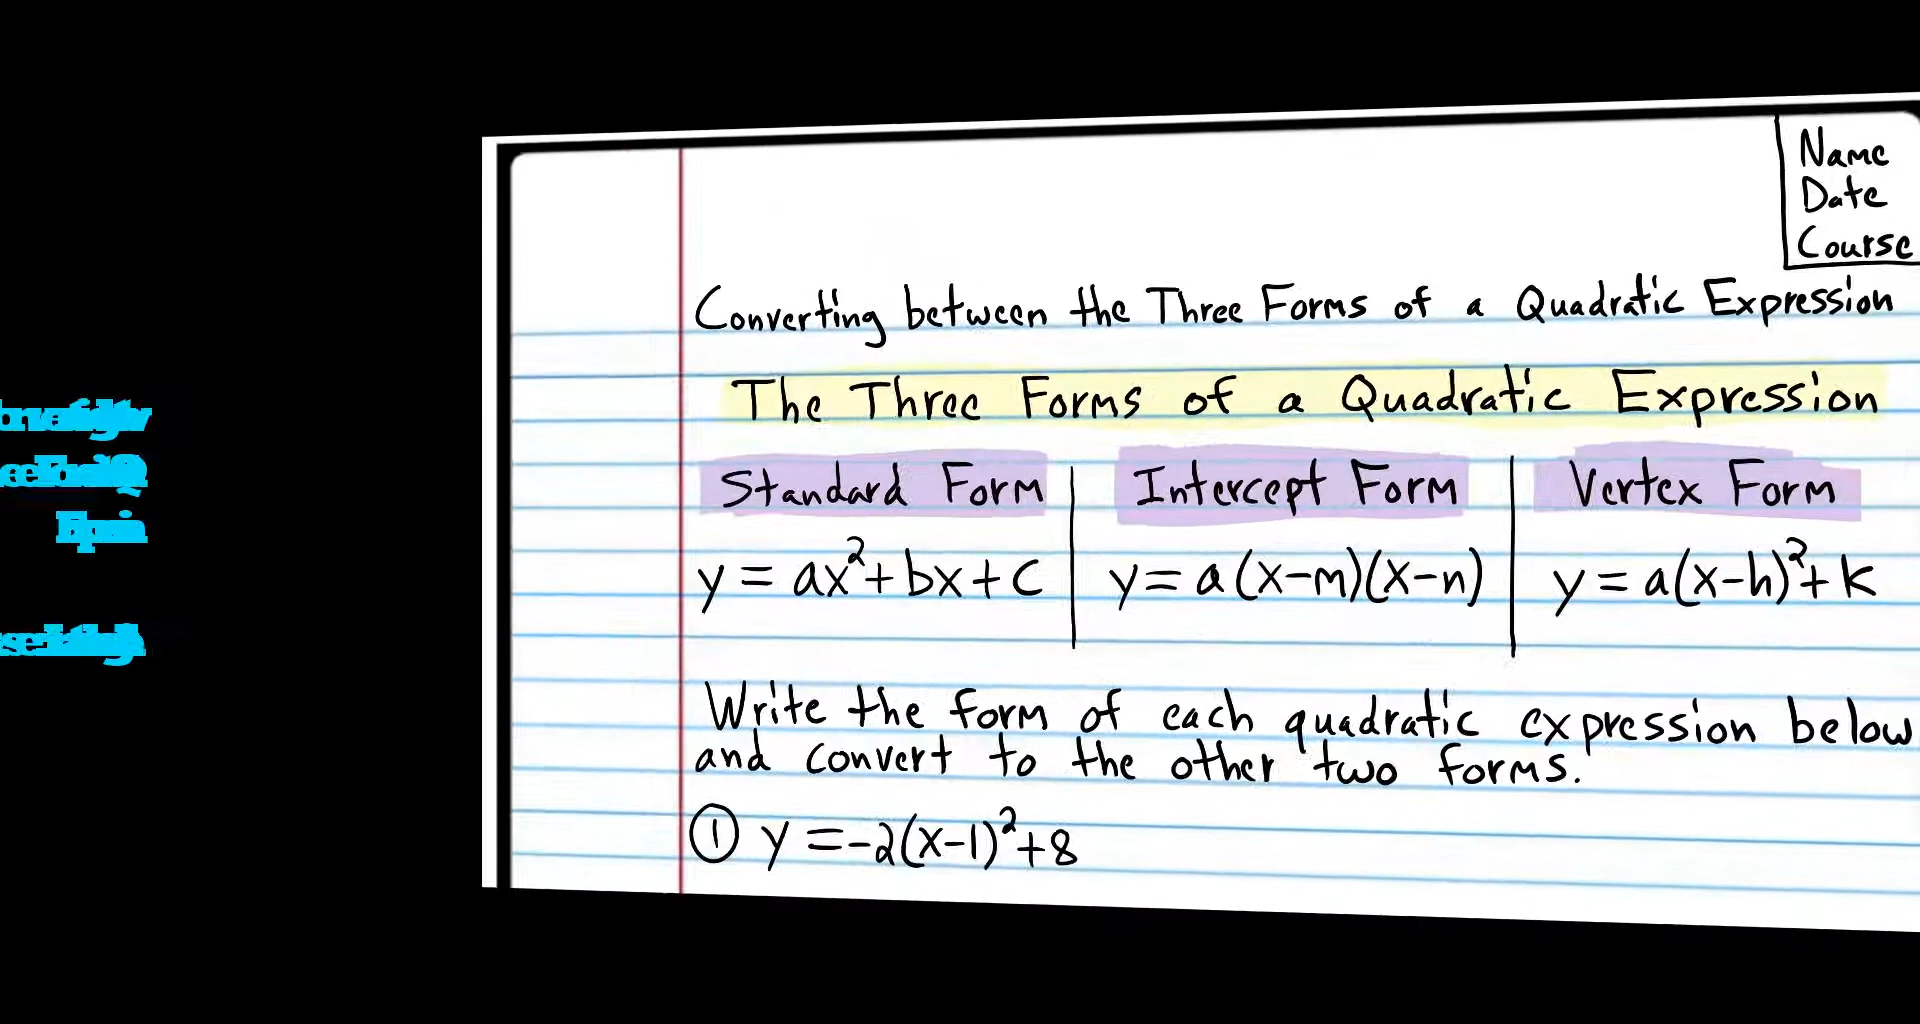 Name
Date
Course
Converting between the Three Forms of a Quadratic Expression
The Three Forms of a Quadratic Expression
Standard Form Intercept Form Vertex Form
y = ax²+bx+c y = a(x-m)(x-n) y = a(x-h)²+k
Write the form of each quadratic expression below
and convert to the other two forms.
① y = -2(x-1)²+8